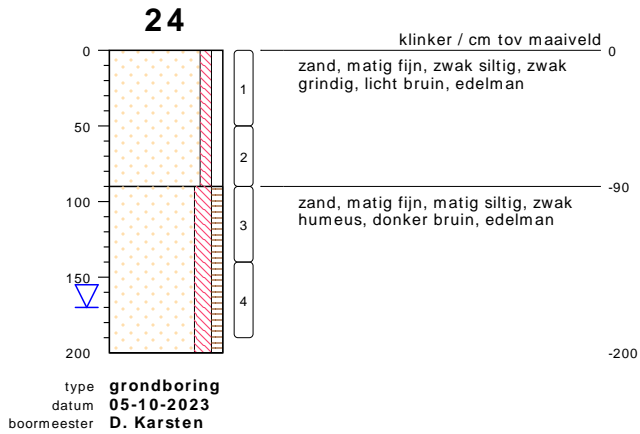 24
klinker / cm tov maaiveld
0
0
zand, matig fijn, zwak siltig, zwak
grindig, licht bruin, edelman
1
50
2
-90
100
zand, matig fijn, matig siltig, zwak
humeus, donker bruin, edelman
3
150
4
200
-200
type grondboring
datum 05-10-2023
boormeester D. Karsten